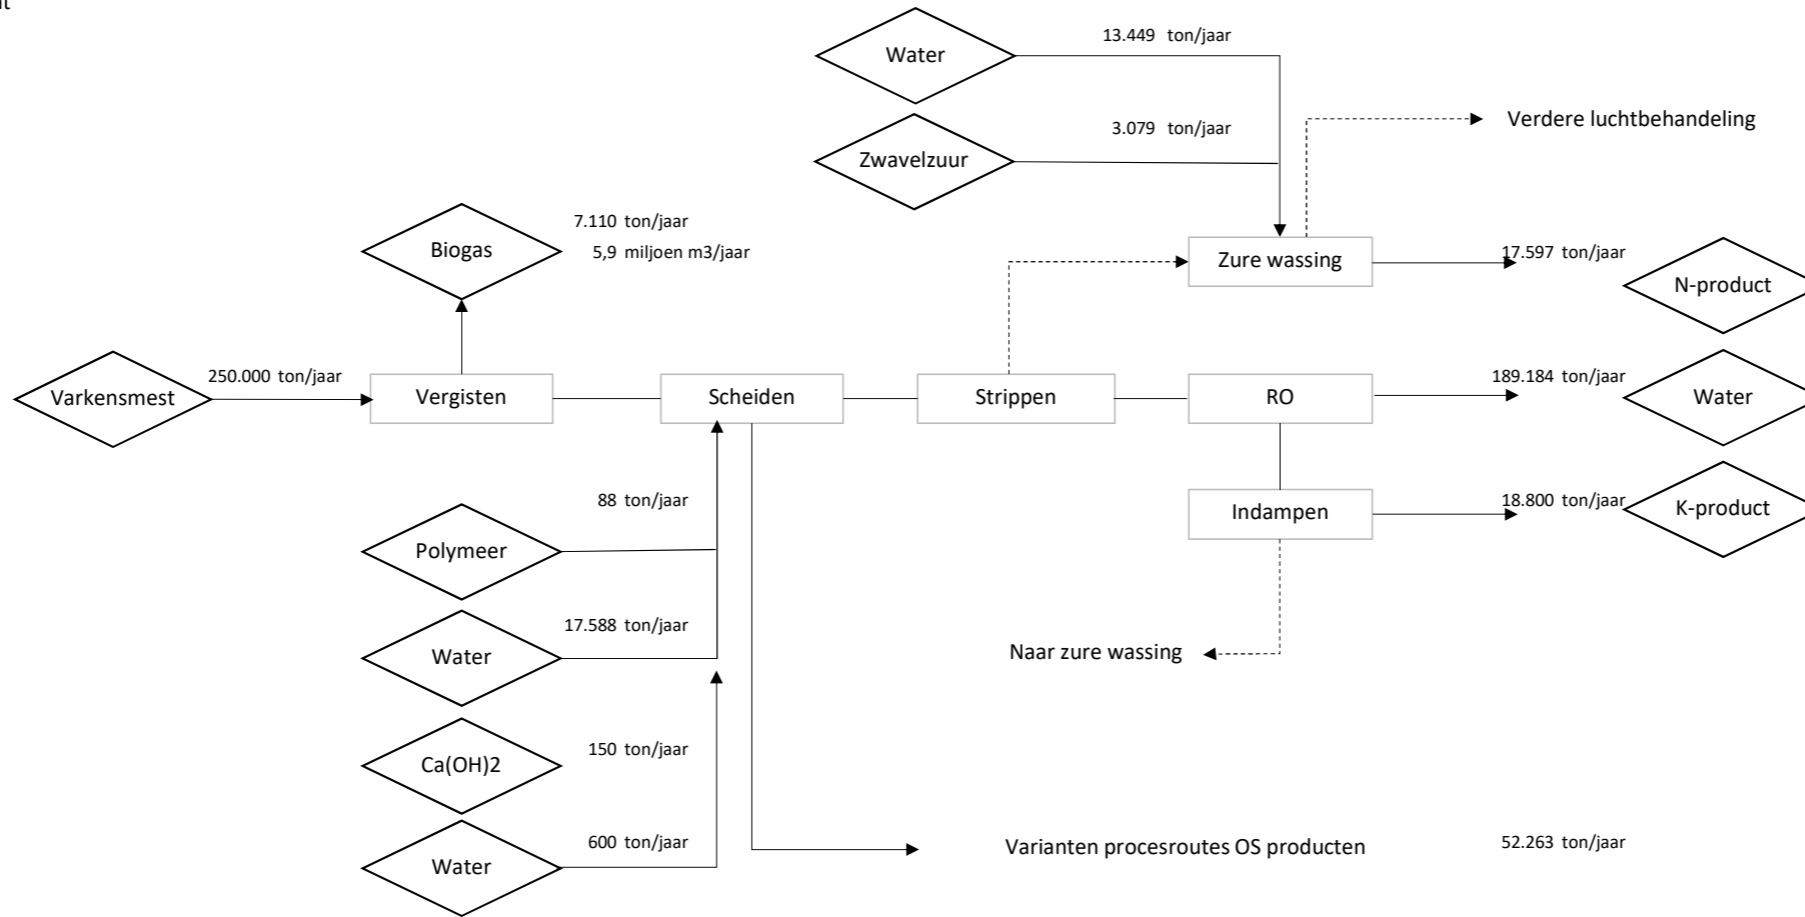 Water
13.449 ton/jaar
Verdere luchtbehandeling
3.079 ton/jaar
Zwavelzuur
7.110 ton/jaar
Biogas
5,9 miljoen m3/jaar
Zure wassing
17.597 ton/jaar
N-product
250.000 ton/jaar
Varkensmest
Vergisten
Scheiden
Strippen
RO
189.184 ton/jaar
Water
88 ton/jaar
Indampen
18.800 ton/jaar
K-product
Polymeer
17.588 ton/jaar
Water
Naar zure wassing
150 ton/jaar
Ca(OH)2
600 ton/jaar
Water
Varianten procesroutes OS producten
52.263 ton/jaar